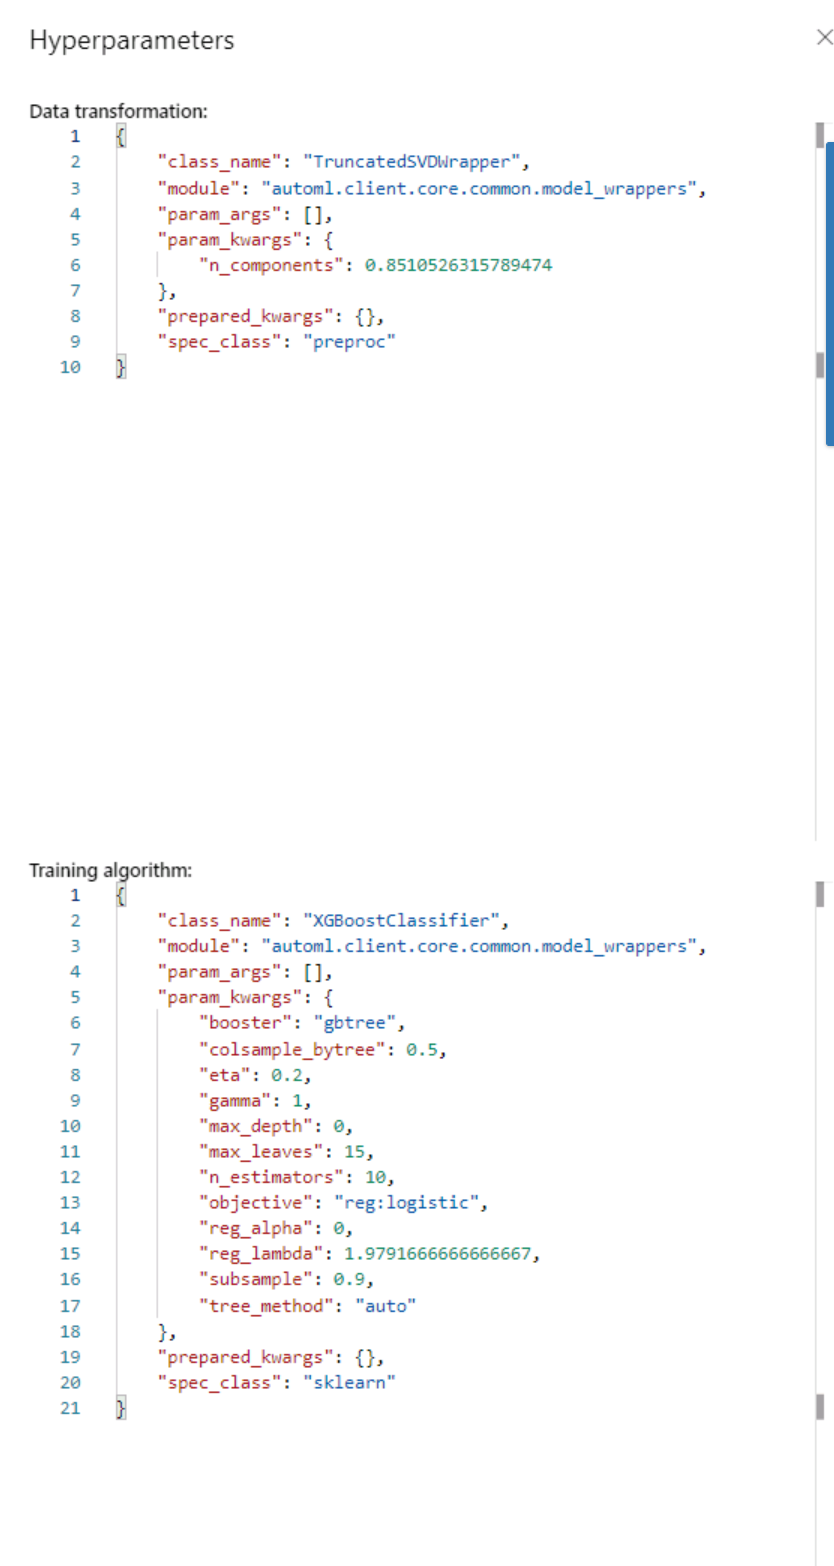 Hyperparameters
Data transformation:
1 {
2 "class_name": "TruncatedSVDWrapper",
3 "module": "automl.client.core.common.model_wrappers",
4 "param_args": [],
5 "param_kwargs": {
6 "n_components": 0.8510526315789474
7 },
8 "prepared_kwargs": {},
9 "spec_class": "preproc"
10 }
Training algorithm:
1 {
2 "class_name": "XGBoostClassifier",
3 "module": "automl.client.core.common.model_wrappers",
4 "param_args": [],
5 "param_kwargs": {
6 "booster": "gbtree",
7 "colsample_bytree": 0.5,
8 "eta": 0.2,
9 "gamma": 1,
10 "max_depth": 0,
11 "max_leaves": 15,
12 "n_estimators": 10,
13 "objective": "reg:logistic",
14 "reg_alpha": 0,
15 "reg_lambda": 1.9791666666666667,
16 "subsample": 0.9,
17 "tree_method": "auto"
18 },
19 "prepared_kwargs": {},
20 "spec_class": "sklearn"
21 }